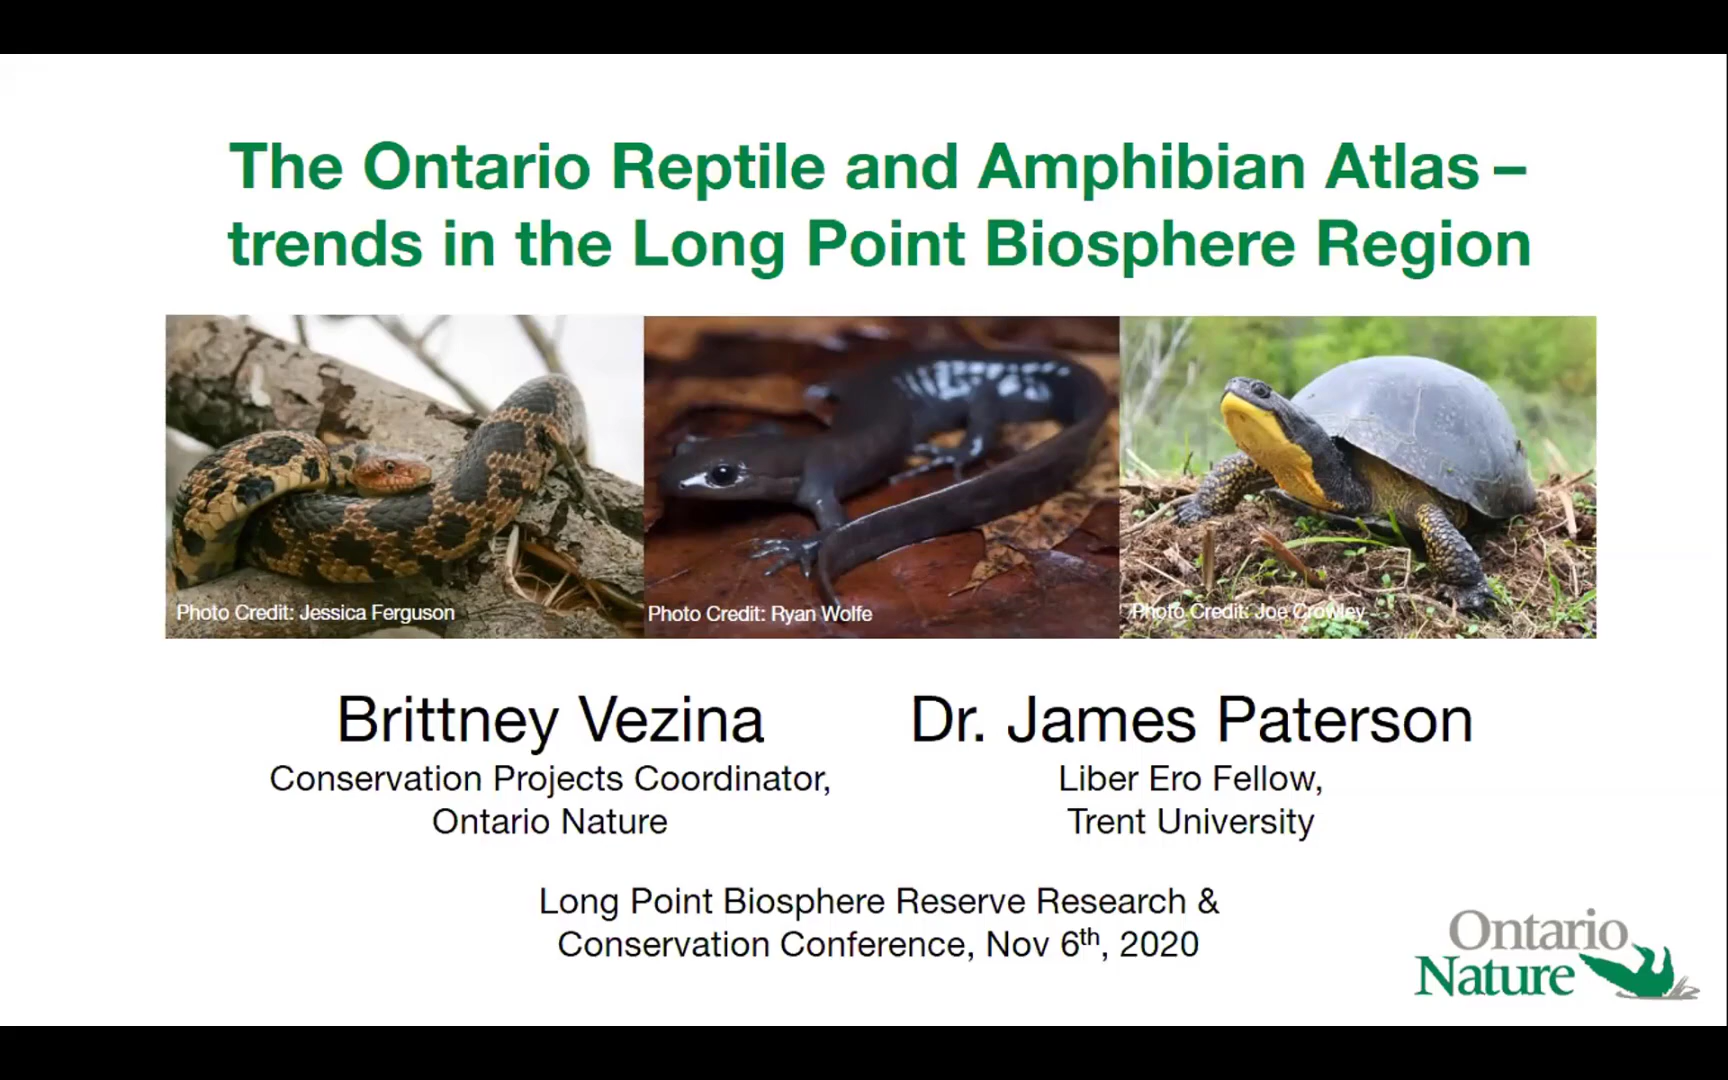 The Ontario Reptile and Amphibian Atlas –
trends in the Long Point Biosphere Region
Photo Credit: Jessica Ferguson
Photo Credit: Ryan Wolfe
Photo Credit: Joe Crowley
Brittney Vezina
Conservation Projects Coordinator,
Ontario Nature
Dr. James Paterson
Liber Ero Fellow,
Trent University
Long Point Biosphere Reserve Research &
Conservation Conference, Nov 6th, 2020
Ontario
Nature